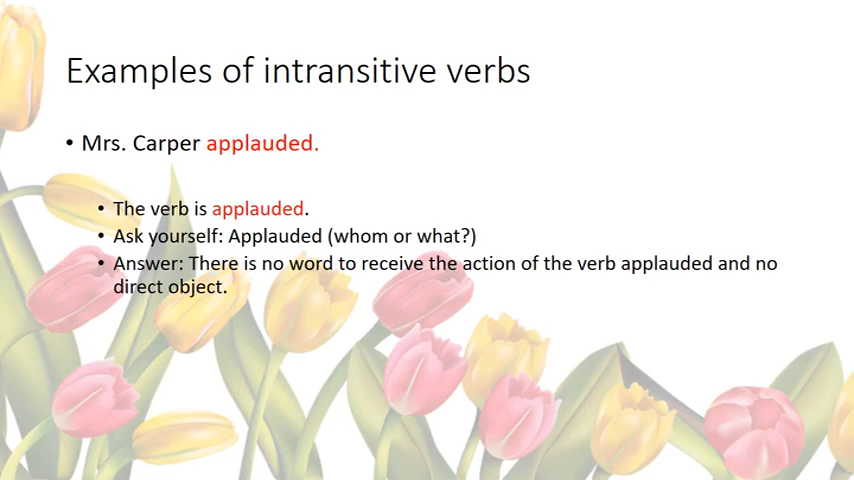 Examples of intransitive verbs
• Mrs. Carper applauded.
• The verb is applauded.
• Ask yourself: Applauded (whom or what?)
• Answer: There is no word to receive the action of the verb applauded and no
direct object.